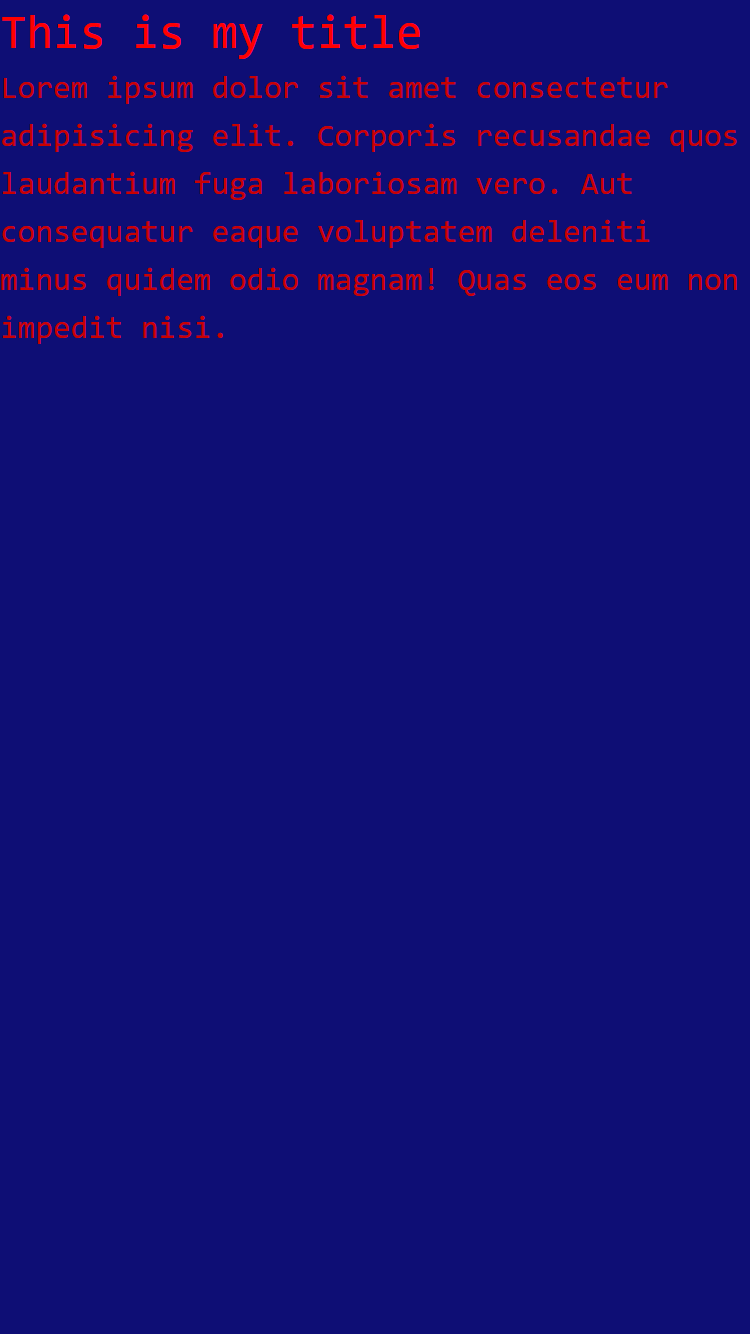 This is my title
Lorem ipsum dolor sit amet consectetur
adipisicing elit. Corporis recusandae quos
laudantium fuga laboriosam vero. Aut
consequatur eaque voluptatem deleniti
minus quidem odio magnam! Quas eos eum non
impedit nisi.